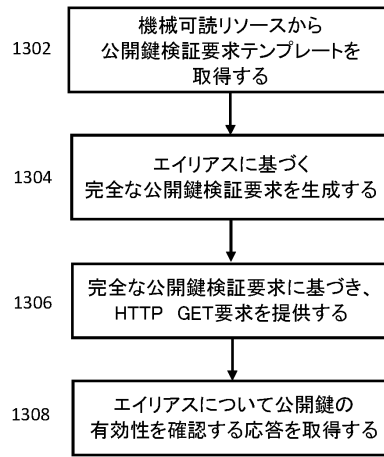 1302
機械可読リソースから
公開鍵検証要求テンプレートを
取得する
1304
エイリアスに基づく
完全な公開鍵検証要求を生成する
1306
完全な公開鍵検証要求に基づき、
HTTP GET要求を提供する
1308
エイリアスについて公開鍵の
有効性を確認する応答を取得する